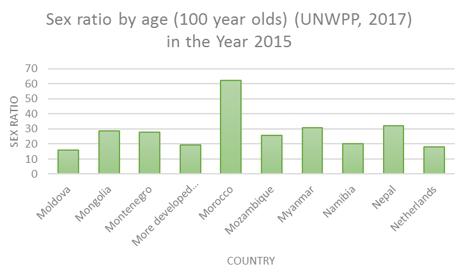 Sex ratio by age (100 year olds) (UNWPP, 2017)
in the Year 2015
SEX RATIO
70
60
50
40
30
20
10
0
Moldova
Mongolia
Montenegro
More developed...
Morocco
Mozambique
Myanmar
Namibia
Nepal
Netherlands
COUNTRY